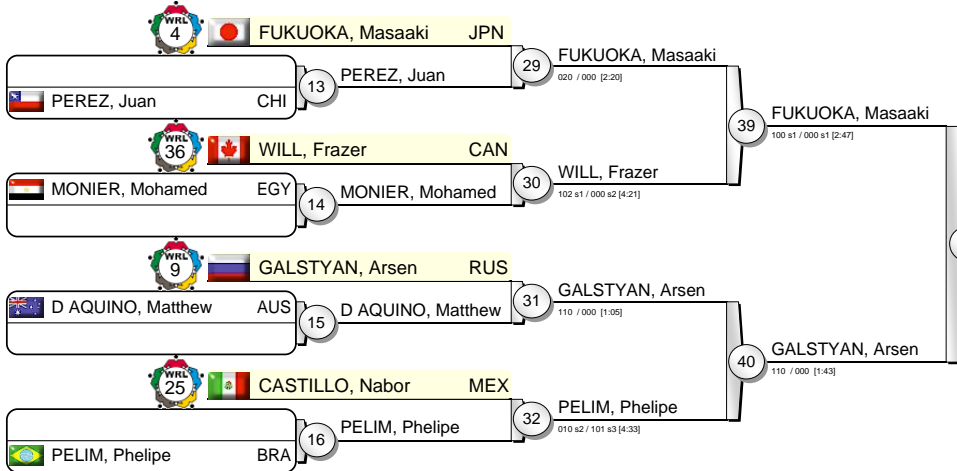 WRL
4
FUKUOKA, Masaaki JPN
PEREZ, Juan CHI
13
PEREZ, Juan
29
FUKUOKA, Masaaki
020 / 000 [2:20]
WRL
36
WILL, Frazer CAN
MONIER, Mohamed EGY
14
MONIER, Mohamed
30
WILL, Frazer
102 s1 / 000 s2 [4:21]
39
FUKUOKA, Masaaki
100 s1 / 000 s1 [2:47]
WRL
9
GALSTYAN, Arsen RUS
D AQUINO, Matthew AUS
15
D AQUINO, Matthew
31
GALSTYAN, Arsen
110 / 000 [1:05]
WRL
25
CASTILLO, Nabor MEX
PELIM, Phelipe BRA
16
PELIM, Phelipe
32
PELIM, Phelipe
010 s2 / 101 s3 [4:33]
40
GALSTYAN, Arsen
110 / 000 [1:43]